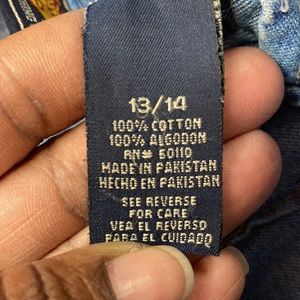 13/14
100% COTTON
100% ALGODON
RN# 60110
MADE IN PAKISTAN
HECHO EN PAKISTAN
SEE REVERSE
FOR CARE
VEA EL REVERSO
PARA EL CUIDADO